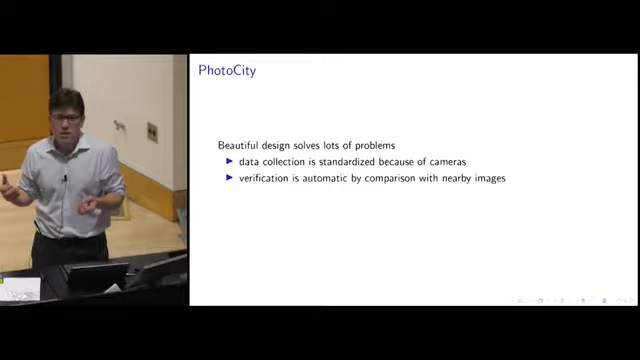 PhotoCity
Beautiful design solves lots of problems
data collection is standardized because of cameras
verification is automatic by comparison with nearby images